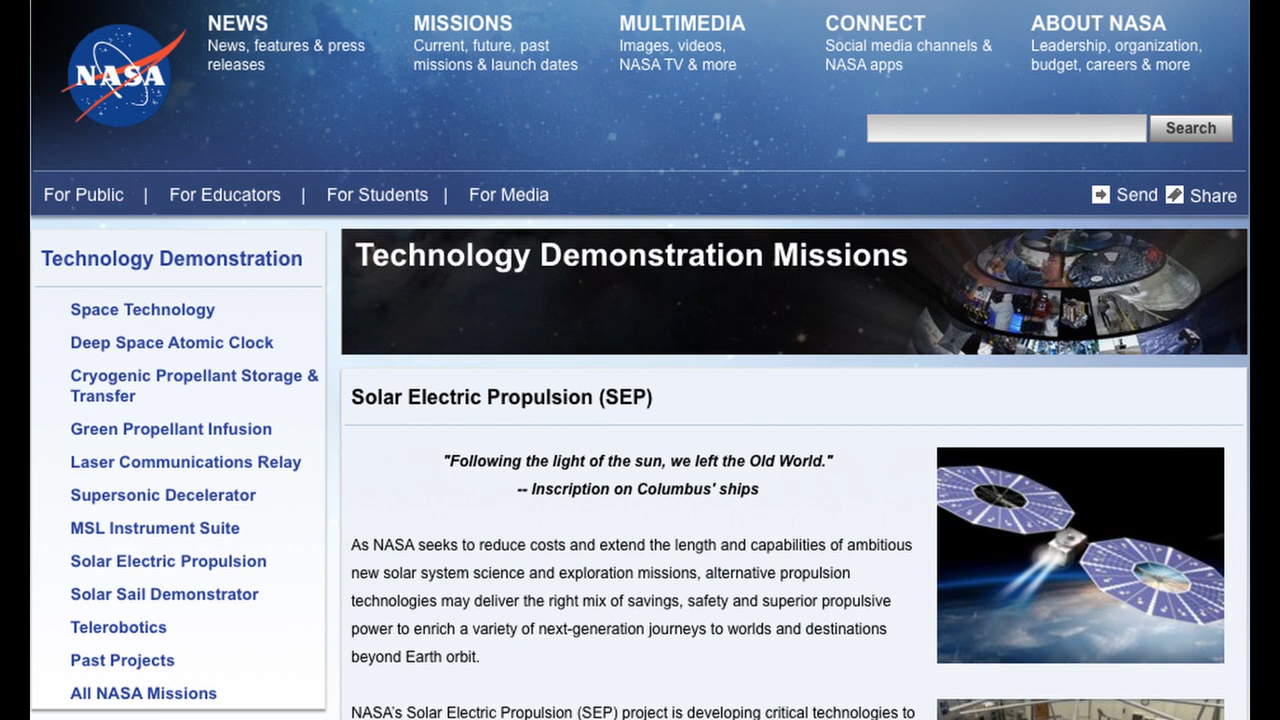 NASA
NEWS
News, features & press
releases
MISSIONS
Current, future, past
missions & launch dates
MULTIMEDIA
Images, videos,
NASA TV & more
CONNECT
Social media channels &
NASA apps
ABOUT NASA
Leadership, organization,
budget, careers & more
Search
For Public | For Educators | For Students | For Media
Send Share
Technology Demonstration
Space Technology
Deep Space Atomic Clock
Cryogenic Propellant Storage &
Transfer
Green Propellant Infusion
Laser Communications Relay
Supersonic Decelerator
MSL Instrument Suite
Solar Electric Propulsion
Solar Sail Demonstrator
Telerobotics
Past Projects
All NASA Missions
Technology Demonstration Missions
Solar Electric Propulsion (SEP)
"Following the light of the sun, we left the Old World."
-- Inscription on Columbus' ships
As NASA seeks to reduce costs and extend the length and capabilities of ambitious
new solar system science and exploration missions, alternative propulsion
technologies may deliver the right mix of savings, safety and superior propulsive
power to enrich a variety of next-generation journeys to worlds and destinations
beyond Earth orbit.
NASA's Solar Electric Propulsion (SEP) project is developing critical technologies to